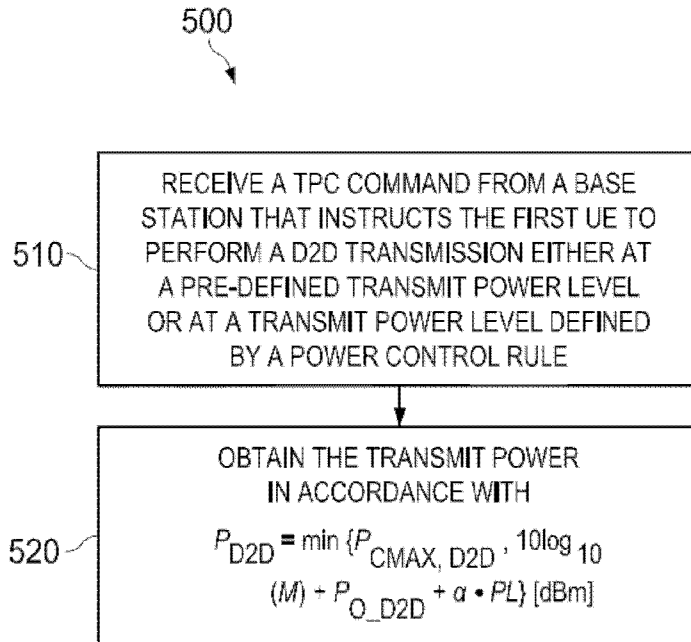 500
510
RECEIVE A TPC COMMAND FROM A BASE
STATION THAT INSTRUCTS THE FIRST UE TO
PERFORM A D2D TRANSMISSION EITHER AT
A PRE-DEFINED TRANSMIT POWER LEVEL
OR AT A TRANSMIT POWER LEVEL DEFINED
BY A POWER CONTROL RULE
520
OBTAIN THE TRANSMIT POWER
IN ACCORDANCE WITH
P_D2D = min {P_CMAX, D2D , 10log_10
(M) + P_O_D2D + α • PL} [dBm]